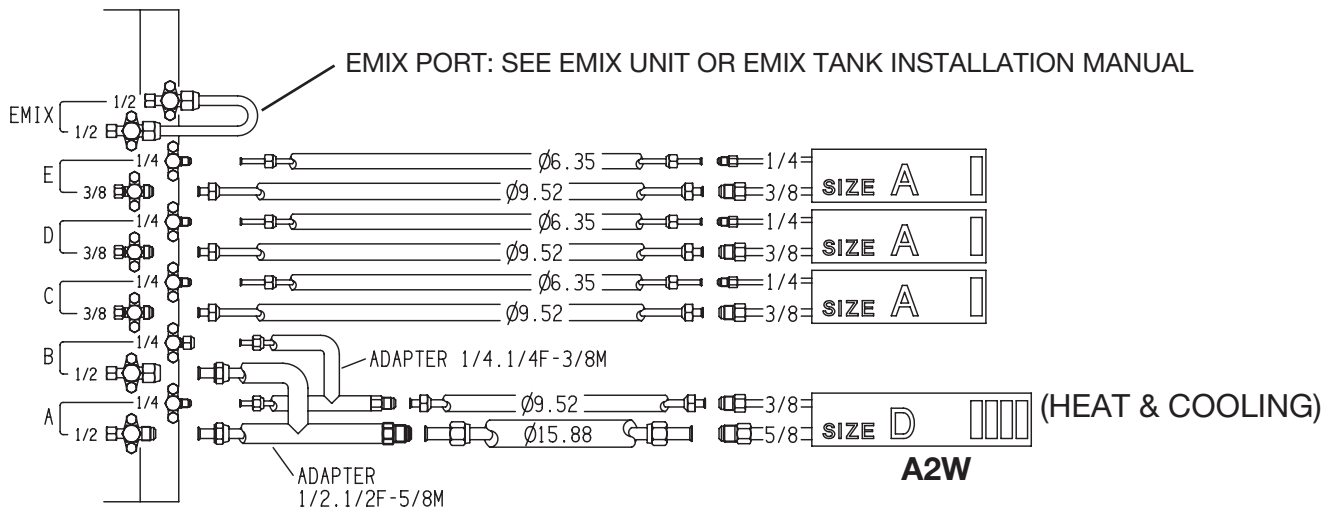 EMIX PORT: SEE EMIX UNIT OR EMIX TANK INSTALLATION MANUAL
EMIX
1/2
1/2
E
1/4
Ø6.35
1/4
3/8
Ø9.52
3/8
SIZE A
D
1/4
Ø6.35
1/4
3/8
Ø9.52
3/8
SIZE A
C
1/4
Ø6.35
1/4
3/8
Ø9.52
3/8
SIZE A
B
1/4
1/2
ADAPTER 1/4.1/4F-3/8M
A
1/4
Ø9.52
3/8
1/2
Ø15.88
5/8
SIZE D
(HEAT & COOLING)
A2W
ADAPTER
1/2.1/2F-5/8M